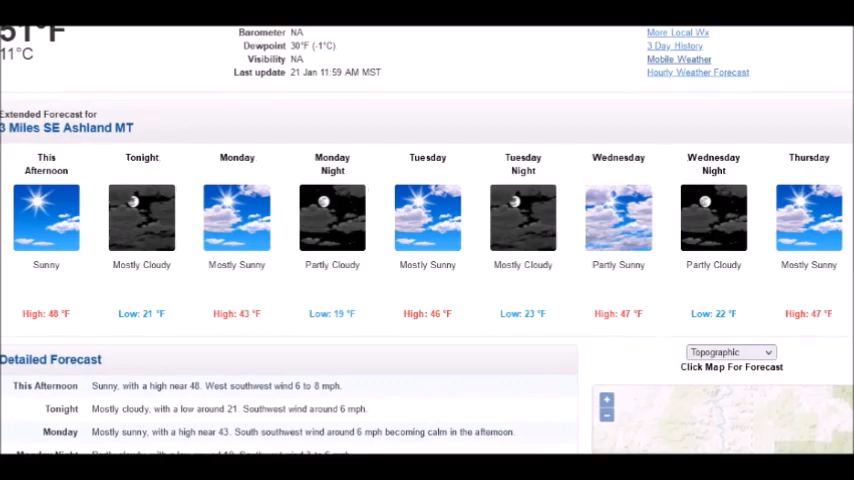 51°F
11°C
Barometer NA
Dewpoint 30°F (-1°C)
Visibility NA
Last update 21 Jan 11:59 AM MST
More Local Wx
3 Day History
Mobile Weather
Hourly Weather Forecast
Extended Forecast for
3 Miles SE Ashland MT
This Afternoon
Tonight
Monday
Monday Night
Tuesday
Tuesday Night
Wednesday
Wednesday Night
Thursday
Sunny
Mostly Cloudy
Mostly Sunny
Partly Cloudy
Mostly Sunny
Mostly Cloudy
Partly Sunny
Partly Cloudy
Mostly Sunny
High: 48 °F
Low: 21 °F
High: 43 °F
Low: 19 °F
High: 46 °F
Low: 23 °F
High: 47 °F
Low: 22 °F
High: 47 °F
Detailed Forecast
This Afternoon Sunny, with a high near 48. West southwest wind 6 to 8 mph.
Tonight Mostly cloudy, with a low around 21. Southwest wind around 6 mph.
Monday Mostly sunny, with a high near 43. South southwest wind around 6 mph becoming calm in the afternoon.
Monday Night
Topographic
Click Map For Forecast
+
−